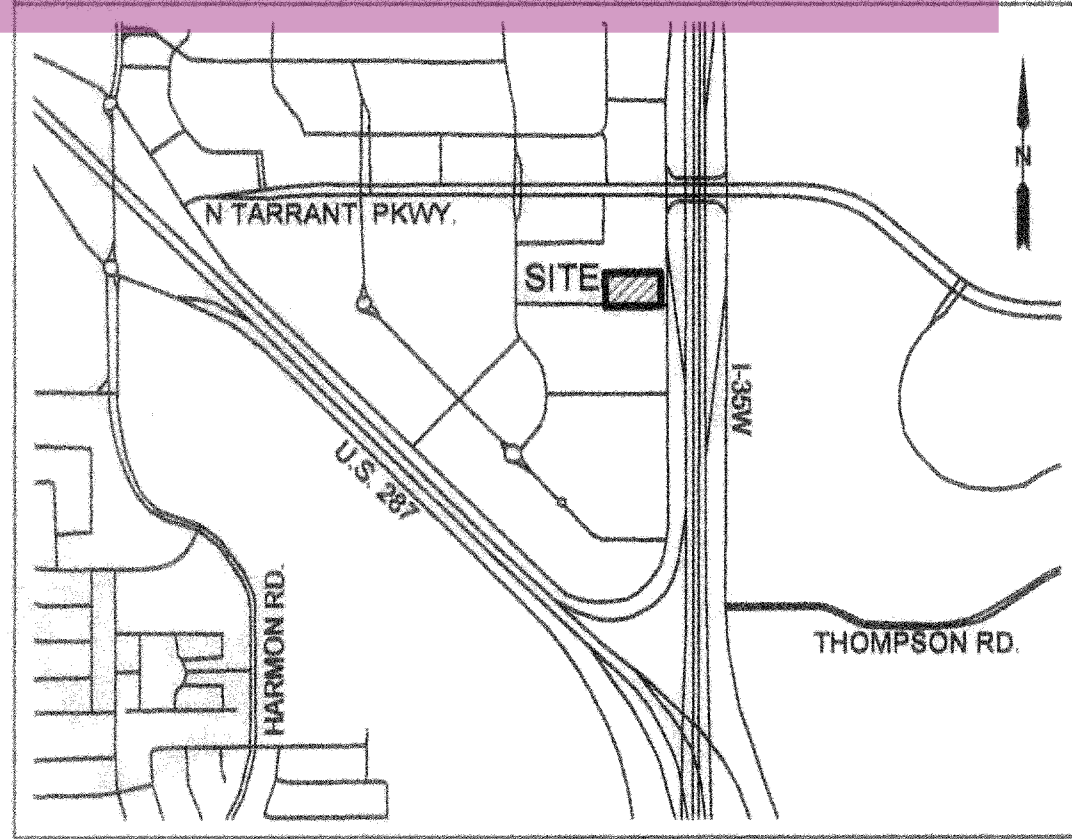 N
N TARRANT PKWY.
SITE
I-35W
U.S. 287
HARMON RD.
THOMPSON RD.